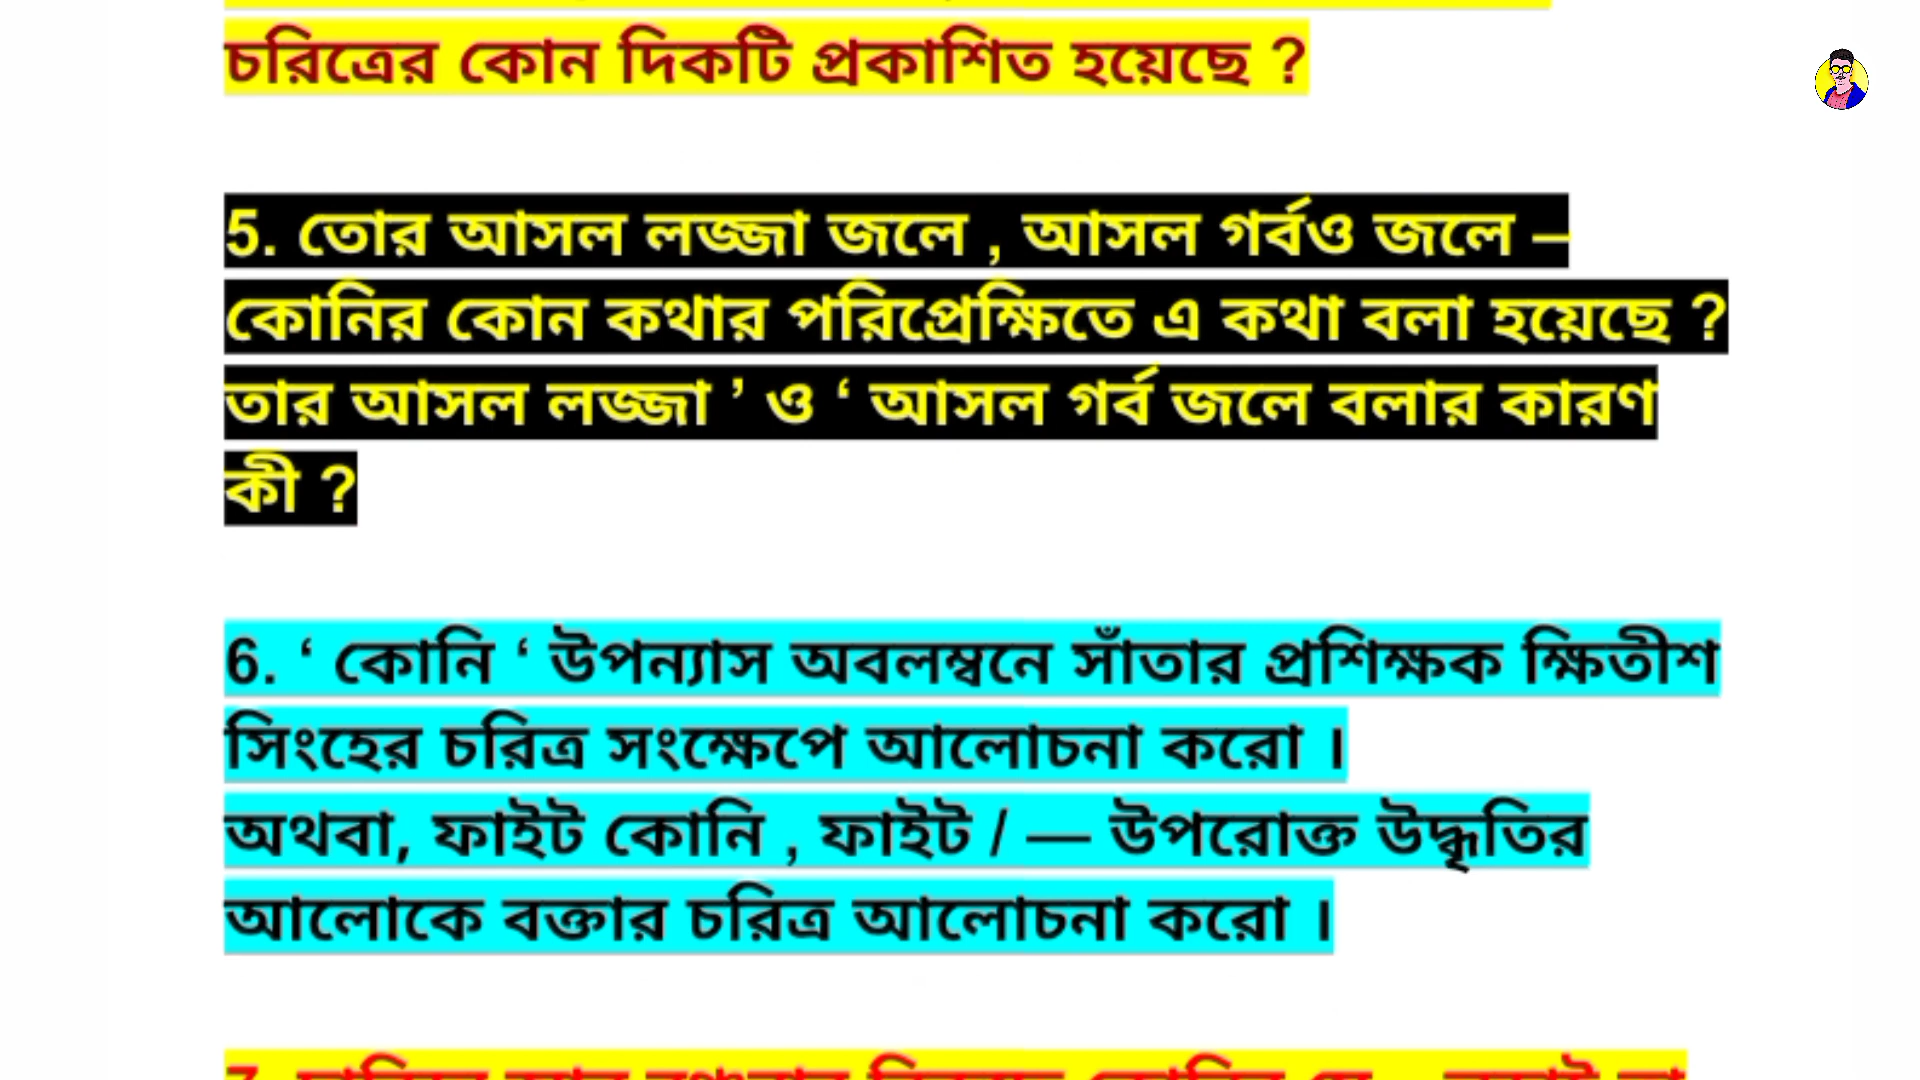 চরিত্রের কোন দিকটি প্রকাশিত হয়েছে ?
5. তোর আসল লজ্জা জলে , আসল গর্বও জলে –
কোনির কোন কথার পরিপ্রেক্ষিতে এ কথা বলা হয়েছে ?
তার আসল লজ্জা ’ ও ‘ আসল গর্ব জলে বলার কারণ
কী ?
6. ‘ কোনি ‘ উপন্যাস অবলম্বনে সাঁতার প্রশিক্ষক ক্ষিতীশ
সিংহের চরিত্র সংক্ষেপে আলোচনা করো ।
অথবা, ফাইট কোনি , ফাইট / — উপরোক্ত উদ্ধৃতির
আলোকে বক্তার চরিত্র আলোচনা করো ।